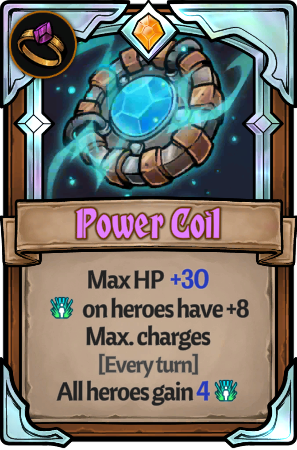 Power Coil
Max HP +30
on heroes have +8
Max. charges
[Every turn]
All heroes gain 4